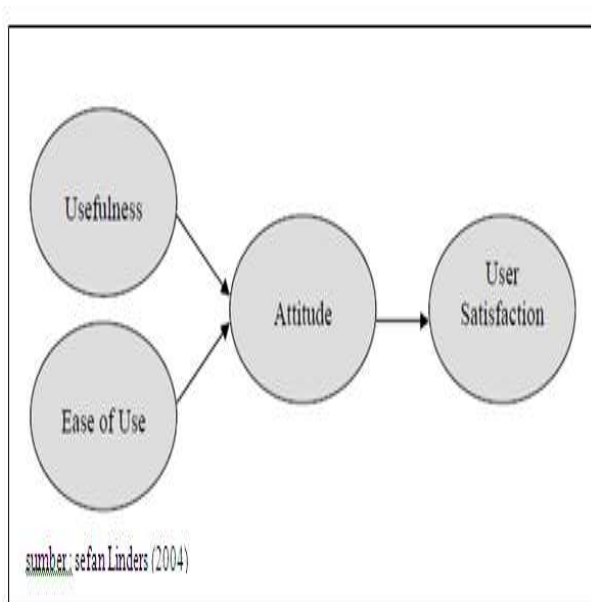 Usefulness
Ease of Use
Attitude
User
Satisfaction
sumber : sefan Linders (2004)